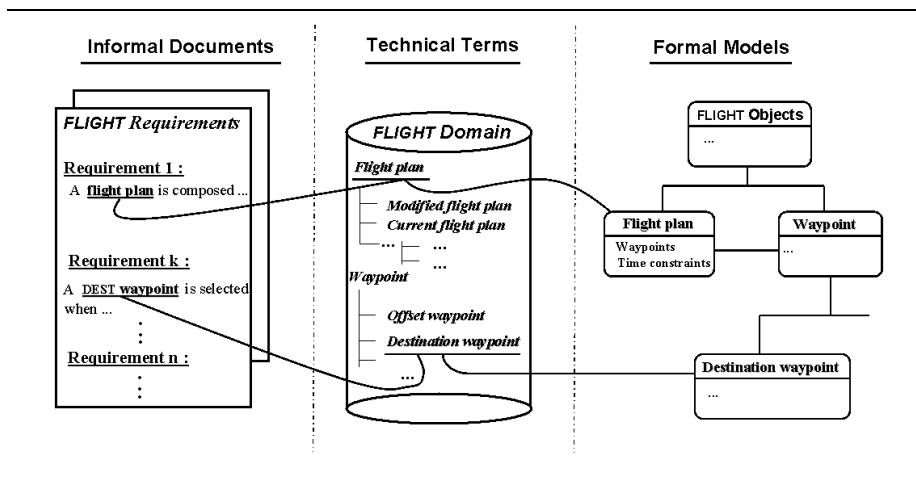 Informal Documents
FLIGHT Requirements
Requirement 1 :
A flight plan is composed ...
Requirement k :
A DEST waypoint is selected
when ...
Requirement n :
Technical Terms
FLIGHT Domain
Flight plan
Modified flight plan
Current flight plan
... ...
...
Waypoint
Offset waypoint
Destination waypoint
...
Formal Models
FLIGHT Objects
...
Flight plan
Waypoints
Time constraints
Waypoint
...
Destination waypoint
...